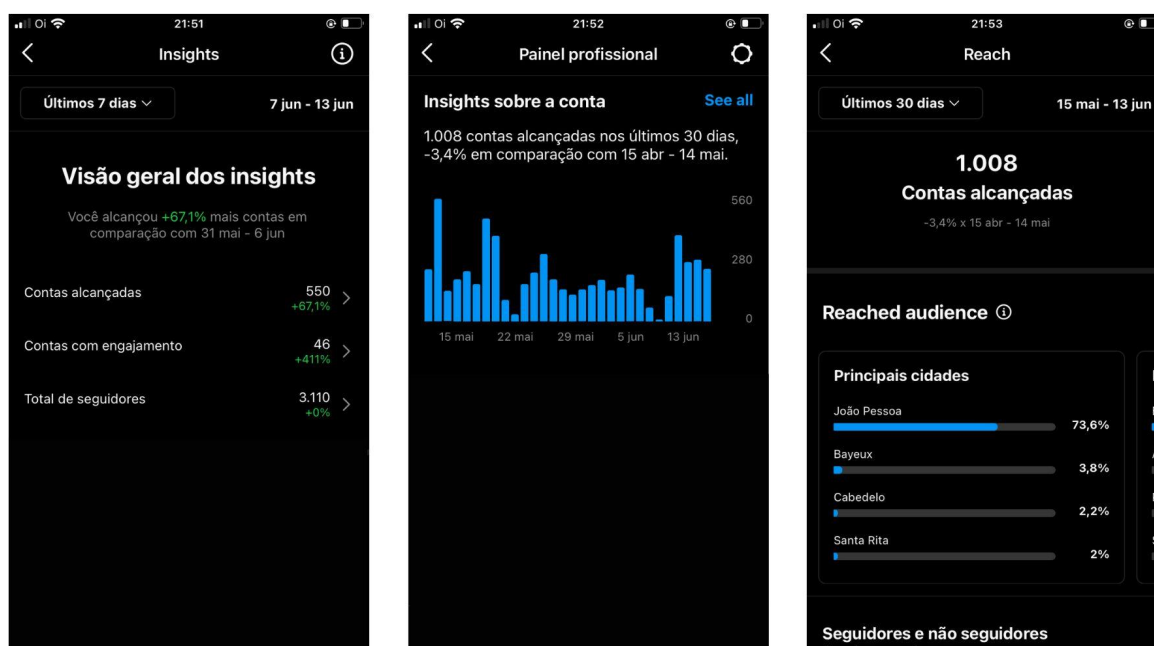 Oi 21:51
Insights
Últimos 7 dias 7 jun - 13 jun
Visão geral dos insights
Você alcançou +67,1% mais contas em
comparação com 31 mai - 6 jun
Contas alcançadas 550
+67,1%
Contas com engajamento 46
+411%
Total de seguidores 3.110
+0%
Oi 21:52
Painel profissional
Insights sobre a conta See all
1.008 contas alcançadas nos últimos 30 dias,
-3,4% em comparação com 15 abr - 14 mai.
560
280
0
15 mai 22 mai 29 mai 5 jun 13 jun
Oi 21:53
Reach
Últimos 30 dias 15 mai - 13 jun
1.008
Contas alcançadas
-3,4% x 15 abr - 14 mai
Reached audience
Principais cidades
João Pessoa
73,6%
Bayeux
3,8%
Cabedelo
2,2%
Santa Rita
2%
Seguidores e não seguidores